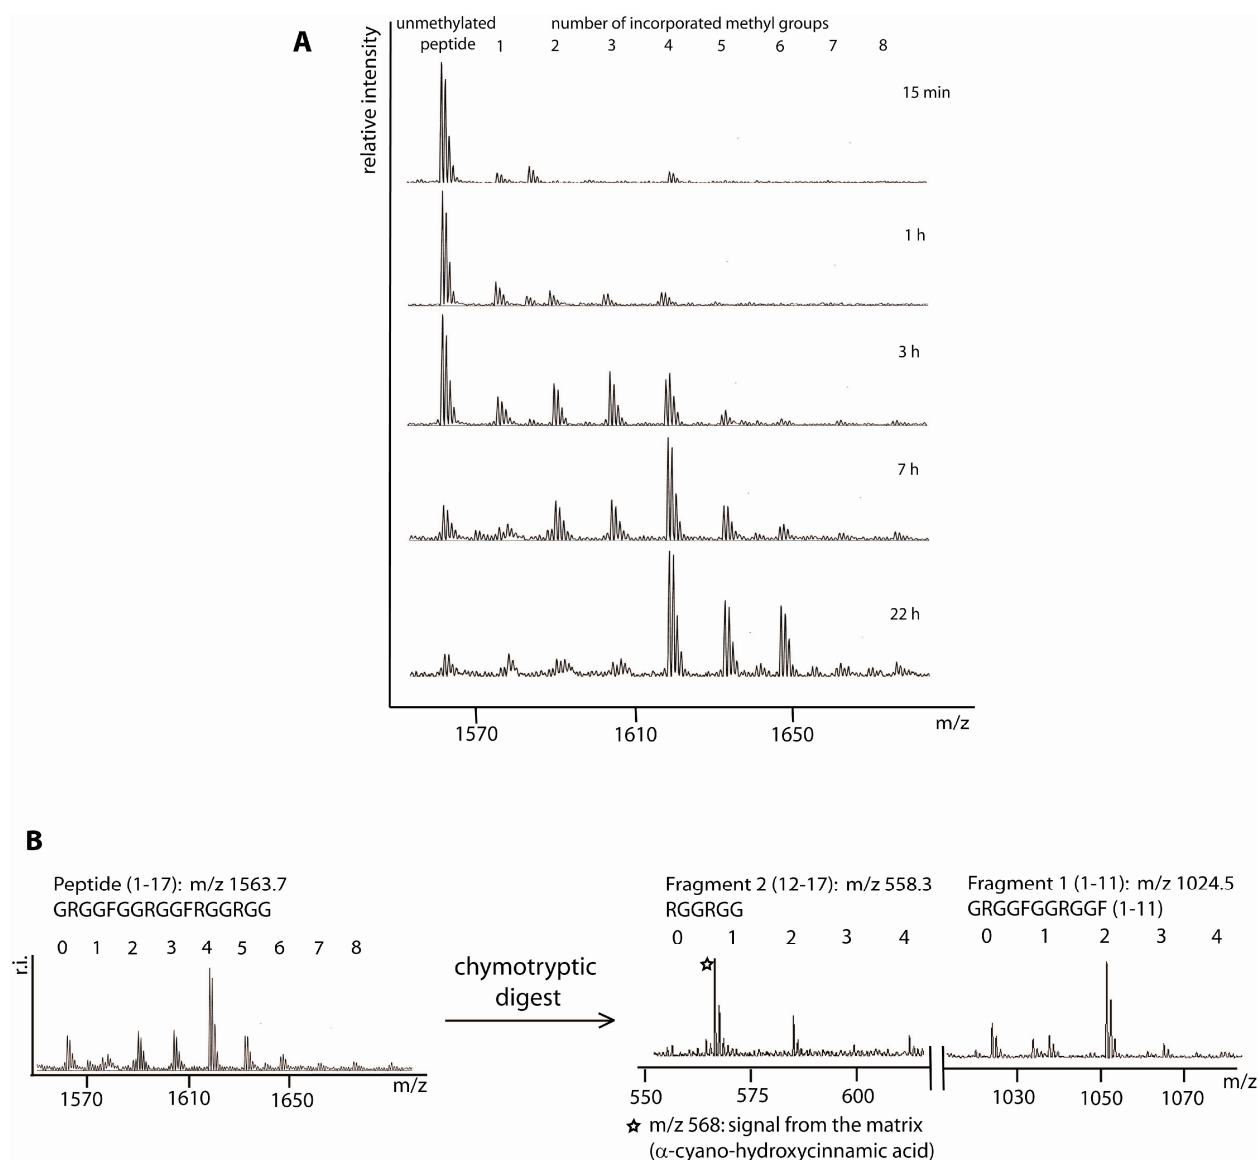 A
relative intensity
unmethylated
peptide
number of incorporated methyl groups
1 2 3 4 5 6 7 8
15 min
1 h
3 h
7 h
22 h
1570 1610 1650 m/z
B
Peptide (1-17): m/z 1563.7
GRGGFGGRGGFRGGRGG
0 1 2 3 4 5 6 7 8
r.i.
1570 1610 1650 m/z
chymotryptic
digest
Fragment 2 (12-17): m/z 558.3
RGGRGG
0 1 2 3 4
550 575 600
☆ m/z 568: signal from the matrix
(α-cyano-hydroxycinnamic acid)
Fragment 1 (1-11): m/z 1024.5
GRGGFGGRGGF (1-11)
0 1 2 3 4
1030 1050 1070 m/z